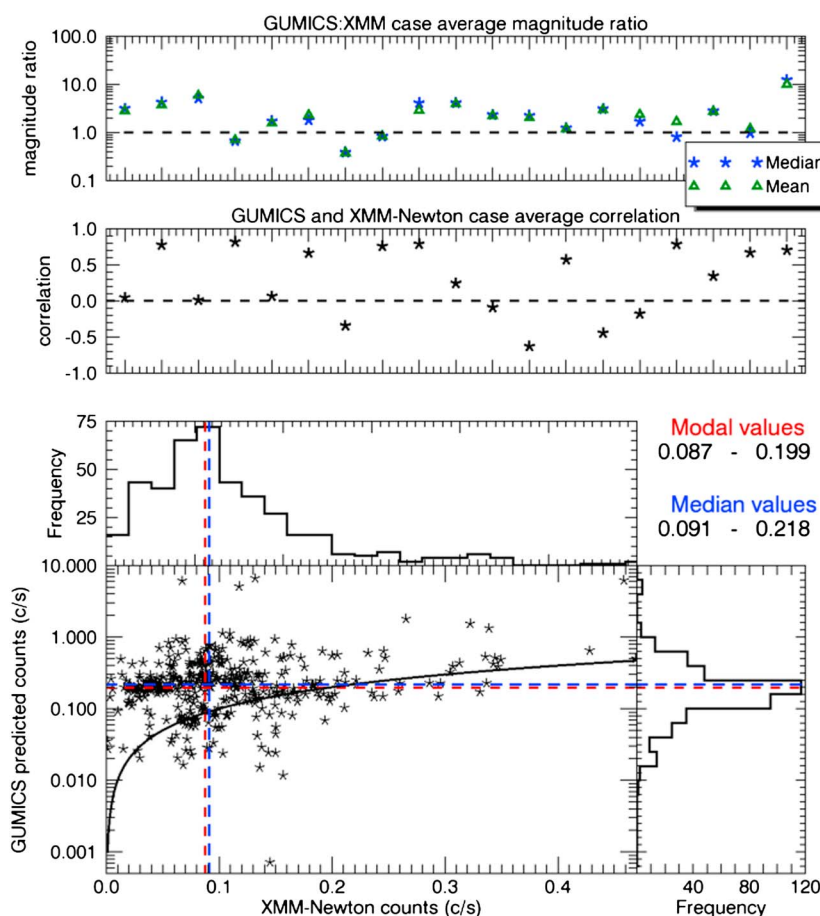 GUMICS:XMM case average magnitude ratio
100.0
10.0
1.0
0.1
magnitude ratio
Median
Mean
GUMICS and XMM-Newton case average correlation
1.0
0.5
0.0
-0.5
-1.0
correlation
75
50
25
Frequency
Modal values
0.087 - 0.199
Median values
0.091 - 0.218
10.000
1.000
0.100
0.010
0.001
GUMICS predicted counts (c/s)
0.0 0.1 0.2 0.3 0.4
XMM-Newton counts (c/s)
40 80 120
Frequency